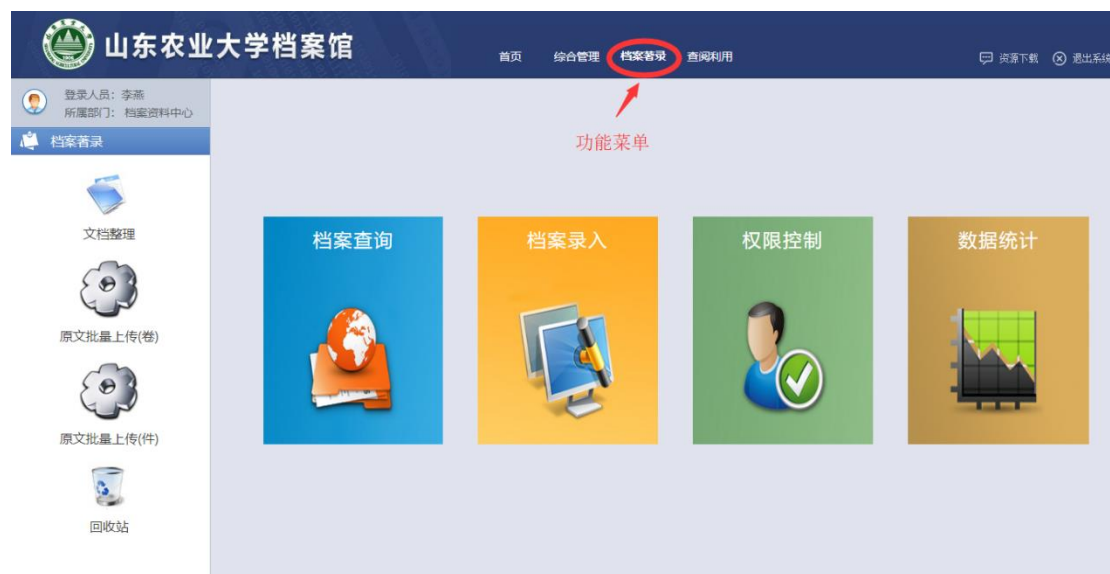 山东农业大学档案馆
首页 综合管理 档案著录 查阅利用
资源下载 退出系统
登录人员：李燕
所属部门：档案资料中心
档案著录
功能菜单
文档整理
原文批量上传(卷)
原文批量上传(件)
回收站
档案查询
档案录入
权限控制
数据统计